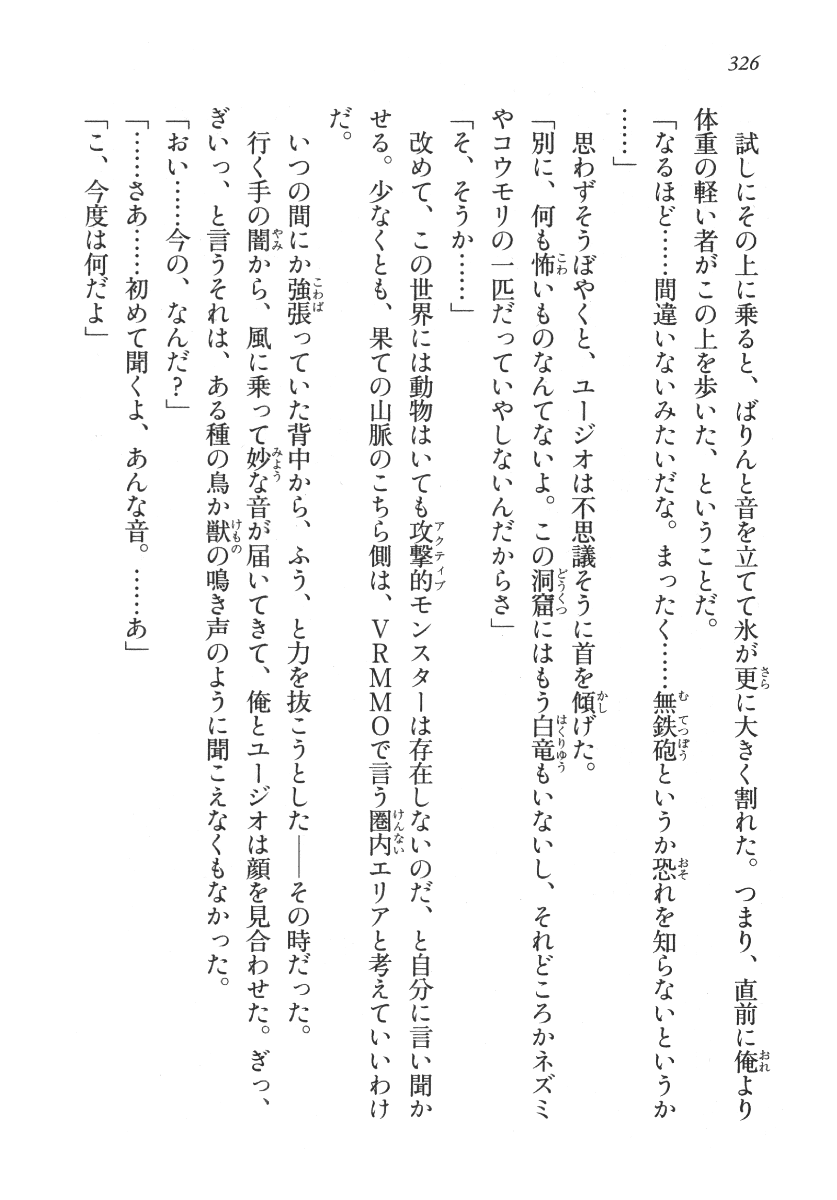 326
試しにその上に乗ると、ばりんと音を立てて氷が更に大きく割れた。つまり、直前に俺より
体重の軽い者がこの上を歩いた、ということだ。
「なるほど……間違いないみたいだな。まったく……無鉄砲というか恐れを知らないというか
……」
思わずそうぼやくと、ユージオは不思議そうに首を傾げた。
「別に、何も怖いものなんてないよ。この洞窟にはもう白竜もいないし、それどころかネズミ
やコウモリの一匹だっていやしないんだからさ」
「そ、そうか……」
改めて、この世界には動物はいても攻撃的モンスターは存在しないのだ、と自分に言い聞か
せる。少なくとも、果ての山脈のこちら側は、ＶＲＭＭＯで言う圏内エリアと考えていいわけ
だ。
いつの間にか強張っていた背中から、ふう、と力を抜こうとした――その時だった。
行く手の闇から、風に乗って妙な音が届いてきて、俺とユージオは顔を見合わせた。ぎっ、
ぎいっ、と言うそれは、ある種の鳥か獣の鳴き声のように聞こえなくもなかった。
「おい……今の、なんだ？」
「……さあ……初めて聞くよ、あんな音。……あ」
「こ、今度は何だよ」